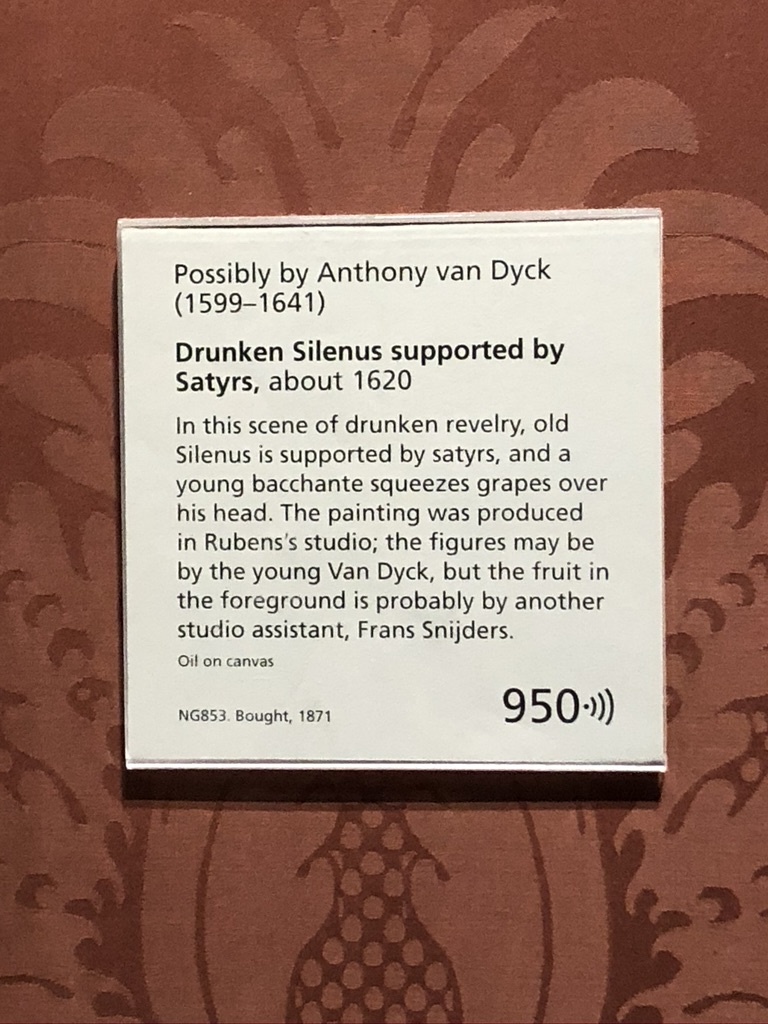 Possibly by Anthony van Dyck
(1599–1641)
Drunken Silenus supported by
Satyrs, about 1620
In this scene of drunken revelry, old
Silenus is supported by satyrs, and a
young bacchante squeezes grapes over
his head. The painting was produced
in Rubens's studio; the figures may be
by the young Van Dyck, but the fruit in
the foreground is probably by another
studio assistant, Frans Snijders.
Oil on canvas
NG853. Bought, 1871
950